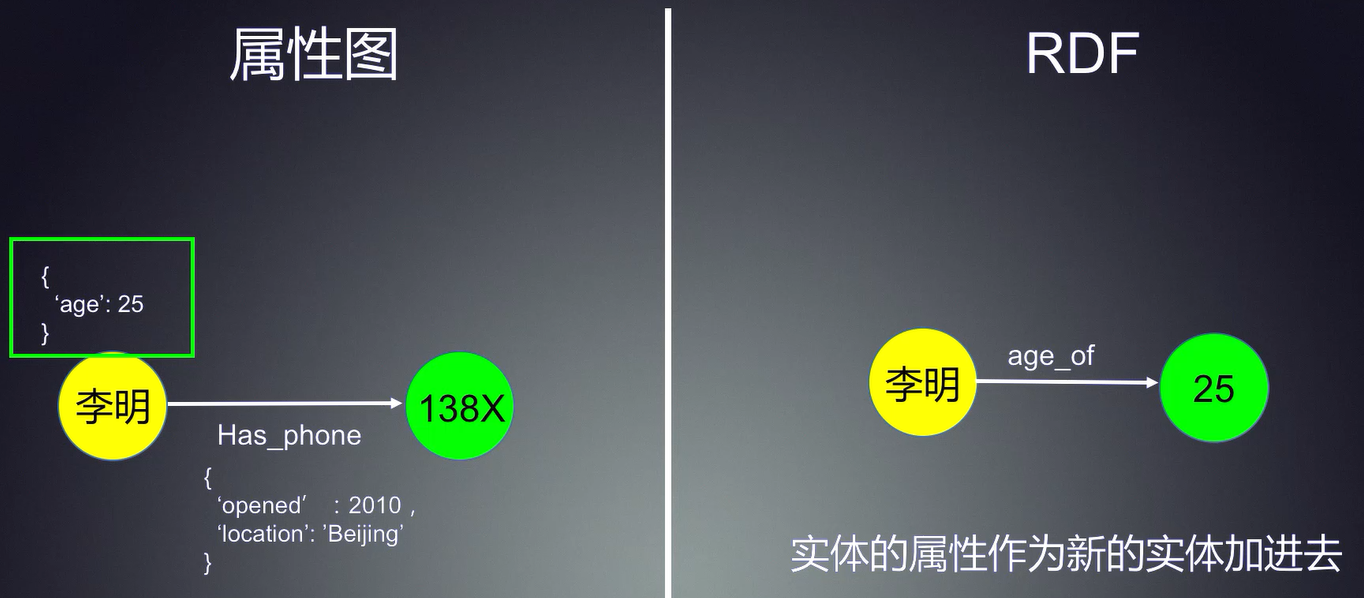 属性图
{
‘age’: 25
}
李明
138X
Has_phone
{
‘opened’ : 2010 ,
‘location’: ’Beijing’
}
RDF
李明
age_of
25
实体的属性作为新的实体加进去